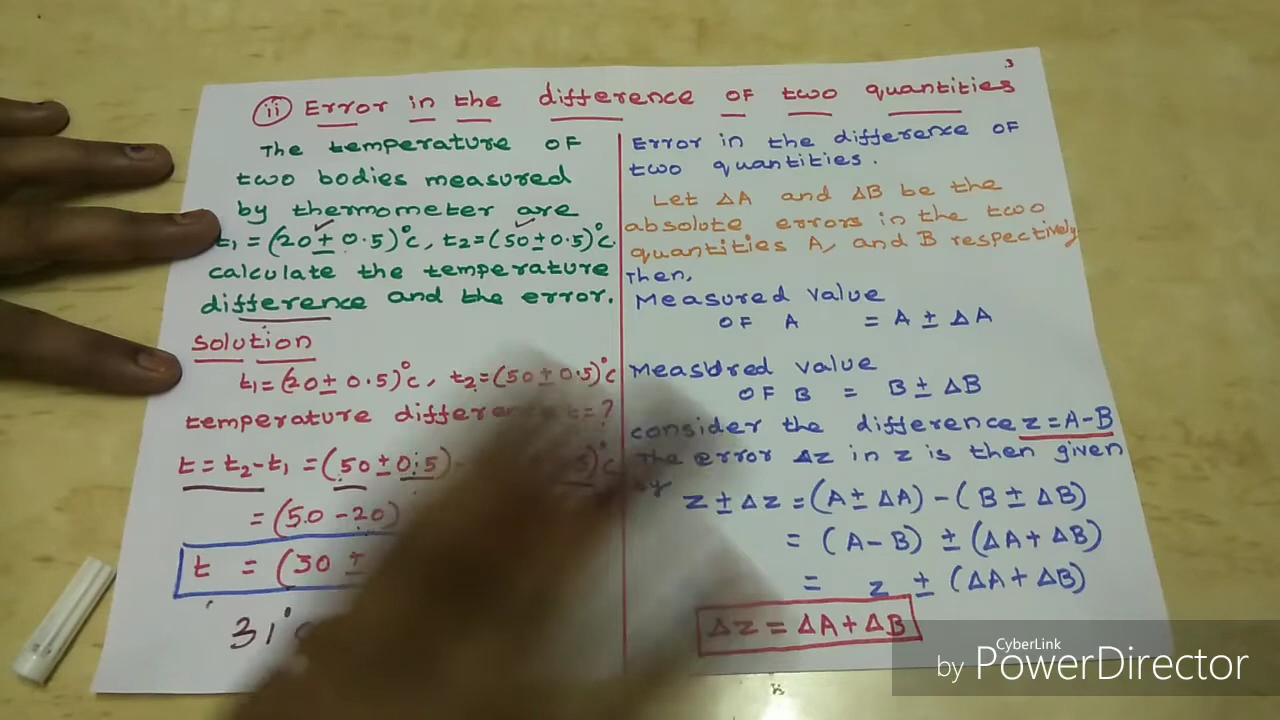 3
ii Error in the difference of two quantities
The temperature of
two bodies measured
by thermometer are
t₁ = (20 ± 0.5)°c, t₂ = (50 ± 0.5)°c.
calculate the temperature
difference and the error.
Solution
t₁ = (20 ± 0.5)°c, t₂ = (50 ± 0.5)°c
temperature t = ?
t = t₂ - t₁ = (50 ± 0.5)
= (50 - 20)
t = (30 ±
31°
Error in the difference of
two quantities.
Let ΔA and ΔB be the
absolute errors in the two
quantities A, and B respectively
Then,
Measured value
of A = A ± ΔA
Measured value
of B = B ± ΔB
consider the difference z = A - B
The error Δz in z is then given
by
z ± Δz = (A ± ΔA) - (B ± ΔB)
= (A - B) ± (ΔA + ΔB)
= z ± (ΔA + ΔB)
Δz = ΔA + ΔB
CyberLink
by PowerDirector